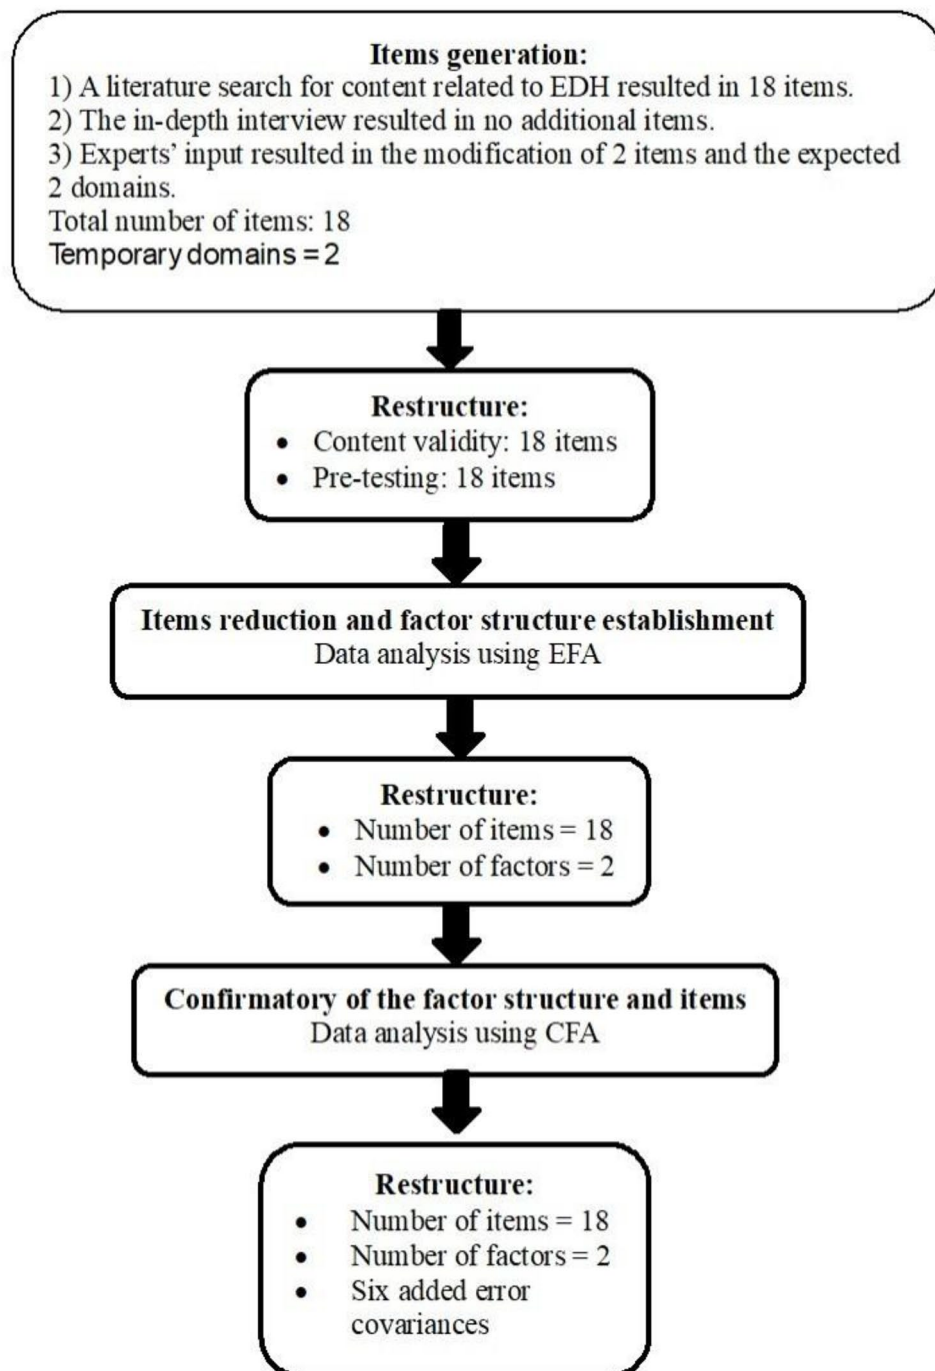 Items generation:
1) A literature search for content related to EDH resulted in 18 items.
2) The in-depth interview resulted in no additional items.
3) Experts' input resulted in the modification of 2 items and the expected
2 domains.
Total number of items: 18
Temporary domains = 2
Restructure:
• Content validity: 18 items
• Pre-testing: 18 items
Items reduction and factor structure establishment
Data analysis using EFA
Restructure:
• Number of items = 18
• Number of factors = 2
Confirmatory of the factor structure and items
Data analysis using CFA
Restructure:
• Number of items = 18
• Number of factors = 2
• Six added error
covariances